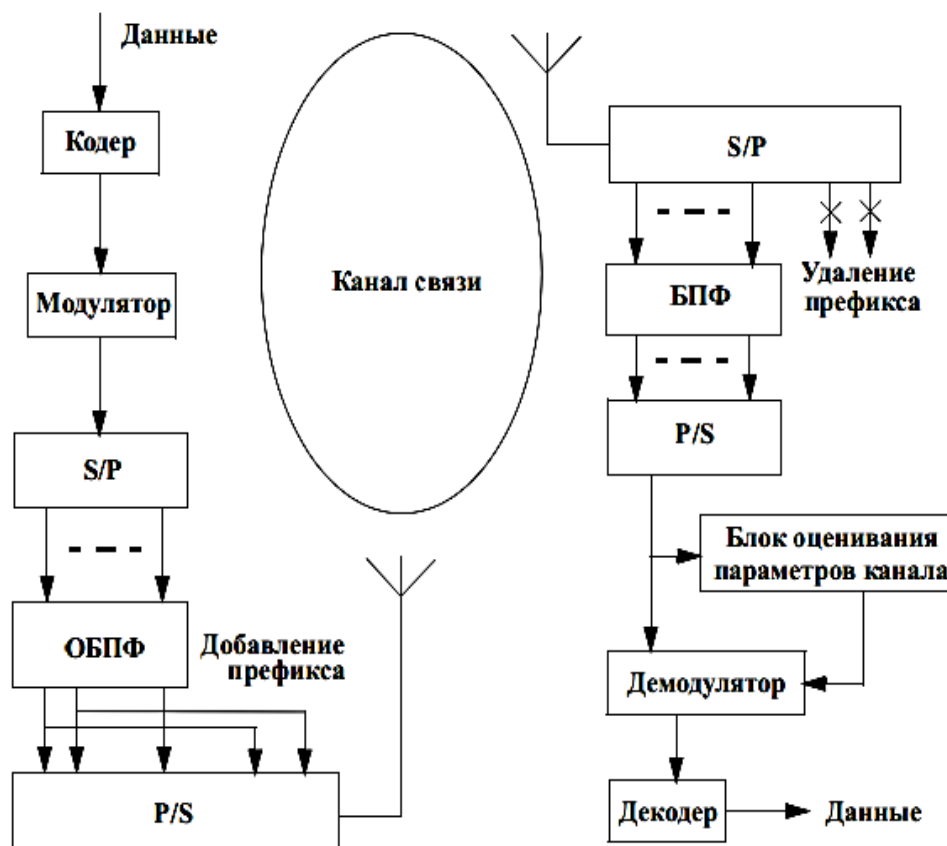 Данные
Кодер
Модулятор
S/P
ОБПФ
Добавление
префикса
P/S
Канал связи
S/P
Удаление
префикса
БПФ
P/S
Блок оценивания
параметров канала
Демодулятор
Декодер
Данные